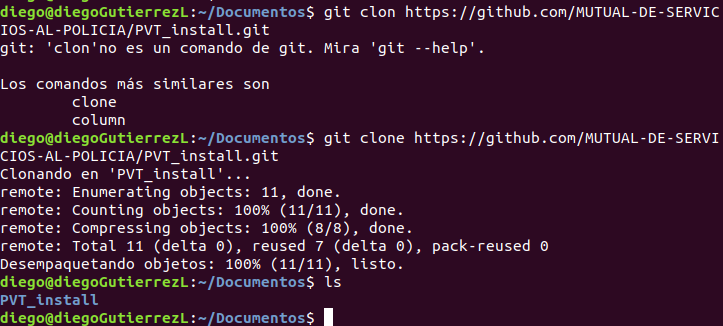 diego@diegoGutierrezL:~/Documentos$ git clon https://github.com/MUTUAL-DE-SERVIC
IOS-AL-POLICIA/PVT_install.git
git: 'clon'no es un comando de git. Mira 'git --help'.

Los comandos más similares son
        clone
        column
diego@diegoGutierrezL:~/Documentos$ git clone https://github.com/MUTUAL-DE-SERVI
CIOS-AL-POLICIA/PVT_install.git
Clonando en 'PVT_install'...
remote: Enumerating objects: 11, done.
remote: Counting objects: 100% (11/11), done.
remote: Compressing objects: 100% (8/8), done.
remote: Total 11 (delta 0), reused 7 (delta 0), pack-reused 0
Desempaquetando objetos: 100% (11/11), listo.
diego@diegoGutierrezL:~/Documentos$ ls
PVT_install
diego@diegoGutierrezL:~/Documentos$